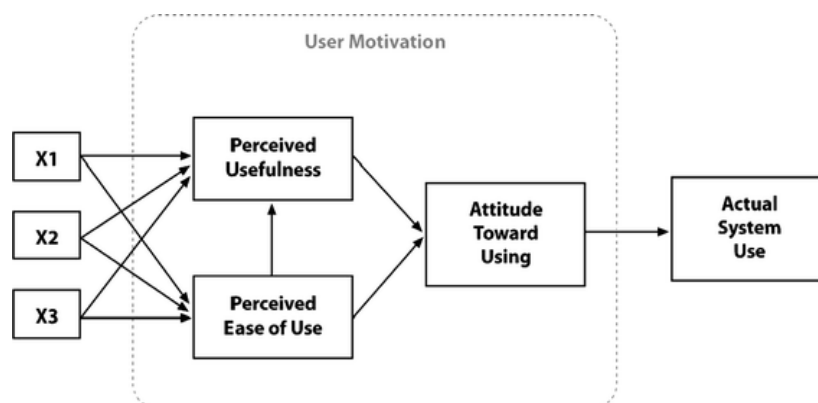 User Motivation
X1
X2
X3
Perceived
Usefulness
Perceived
Ease of Use
Attitude
Toward
Using
Actual
System
Use